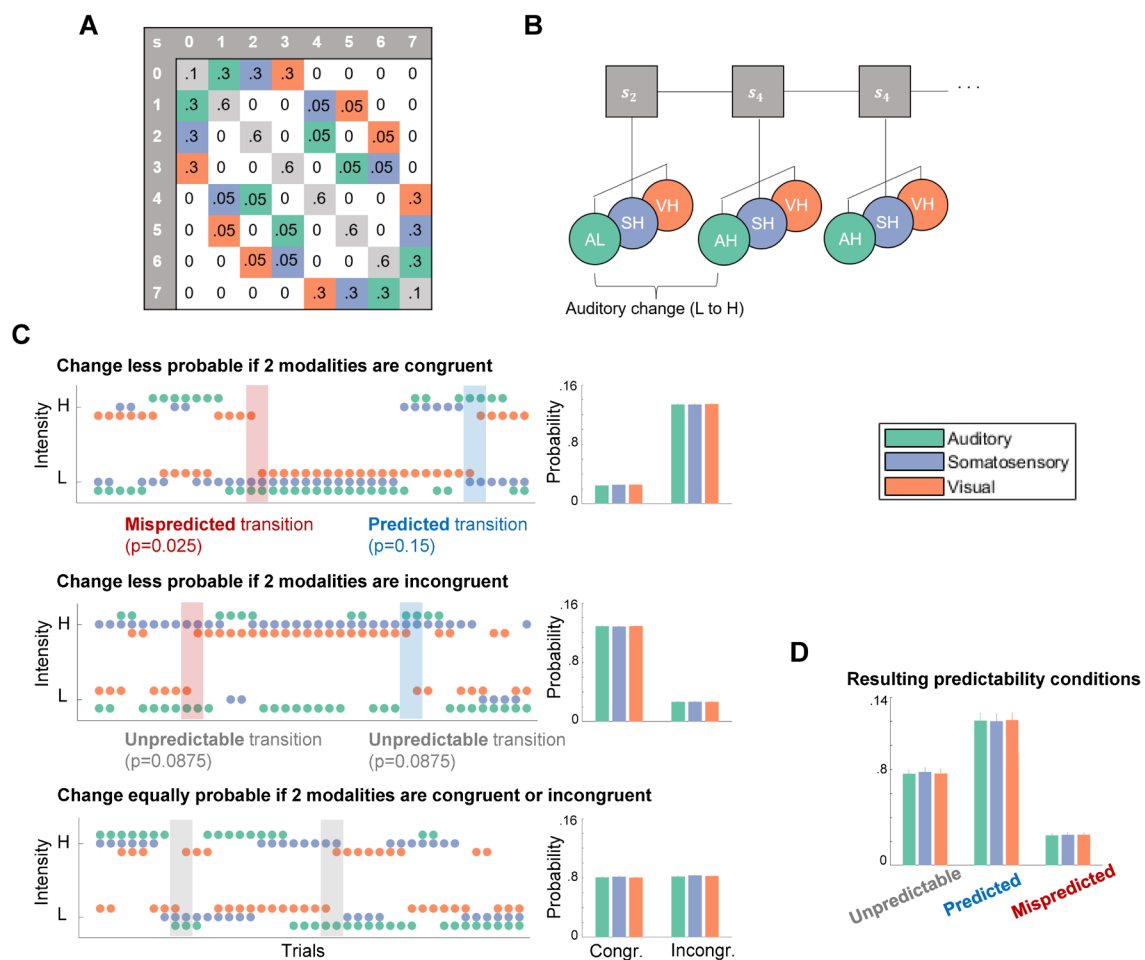 A
s 0 1 2 3 4 5 6 7
0 .1 .3 .3 .3 0 0 0 0
1 .3 .6 0 0 .05 .05 0 0
2 .3 0 .6 0 .05 0 .05 0
3 .3 0 0 .6 0 .05 .05 0
4 0 .05 .05 0 .6 0 0 .3
5 0 .05 0 .05 0 .6 0 .3
6 0 0 .05 .05 0 0 .6 .3
7 0 0 0 0 .3 .3 .3 .1
B
s2 s4 s4 ...
AL SH VH AH SH VH AH SH VH
Auditory change (L to H)
C
Change less probable if 2 modalities are congruent
Intensity
H
L
Mispredicted transition
(p=0.025)
Predicted transition
(p=0.15)
Probability
.16
.8
0
Auditory
Somatosensory
Visual
Change less probable if 2 modalities are incongruent
Intensity
H
L
Unpredictable transition
(p=0.0875)
Unpredictable transition
(p=0.0875)
Probability
.16
.8
0
Change equally probable if 2 modalities are congruent or incongruent
Intensity
H
L
Trials
Probability
.16
.8
0
Congr. Incongr.
D
Resulting predictability conditions
.14
.8
0
Unpredictable
Predicted
Mispredicted